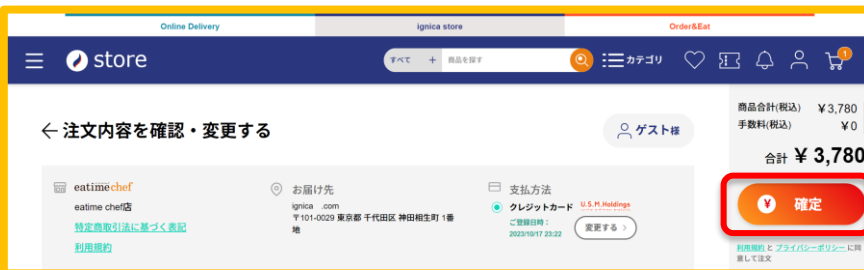 Online Delivery
ignica store
Order&Eat
store
すべて + 商品を探す
カテゴリ
1
←注文内容を確認・変更する
ゲスト様
商品合計(税込) ¥3,780
手数料(税込) ¥0
合計 ¥ 3,780
¥ 確定
利用規約 と プライバシーポリシー に同
意して注文
eatime chef
eatime chef店
特定商取引法に基づく表記
利用規約
お届け先
ignica .com
〒101-0029 東京都 千代田区 神田相生町 1番
地
支払方法
クレジットカード U.S.M.Holdings
ご登録日時：
2023/10/17 23:22
変更する >